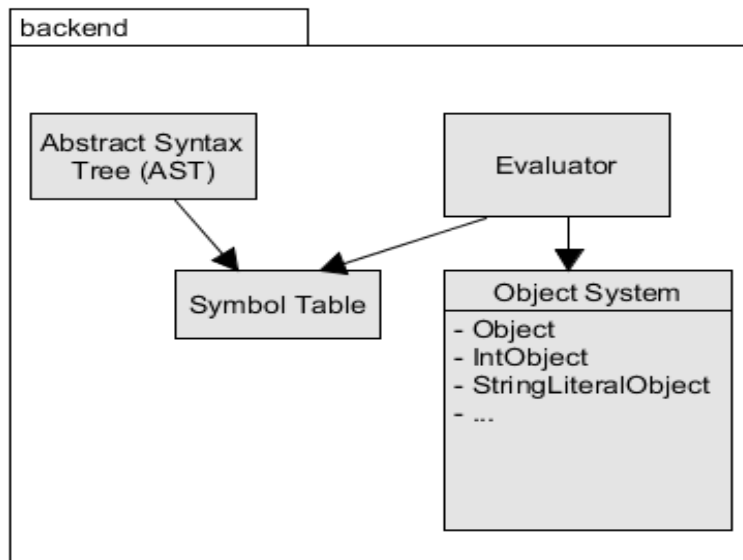 backend
Abstract Syntax
Tree (AST)
Evaluator
Symbol Table
Object System
- Object
- IntObject
- StringLiteralObject
- ...